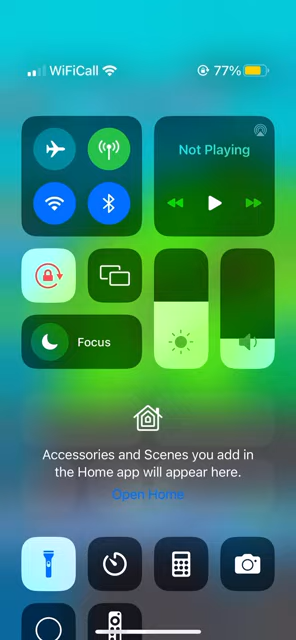 WiFiCall 77%
Not Playing
Focus
Accessories and Scenes you add in
the Home app will appear here.
Open Home